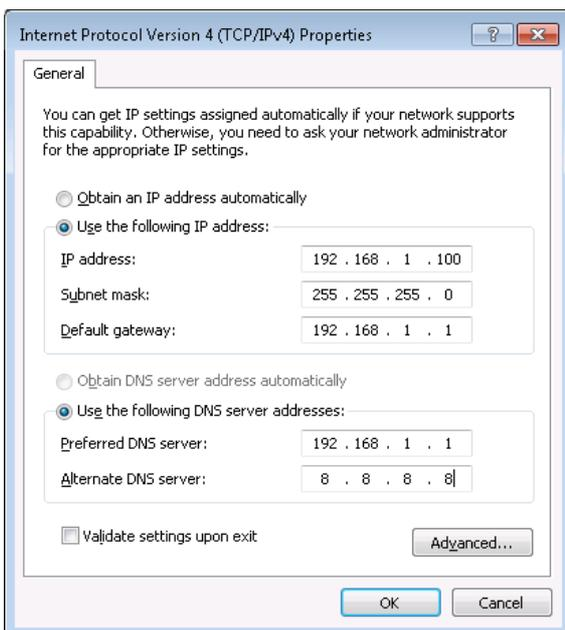 Internet Protocol Version 4 (TCP/IPv4) Properties
?
General
You can get IP settings assigned automatically if your network supports
this capability. Otherwise, you need to ask your network administrator
for the appropriate IP settings.
Obtain an IP address automatically
Use the following IP address:
IP address: 192 . 168 . 1 . 100
Subnet mask: 255 . 255 . 255 . 0
Default gateway: 192 . 168 . 1 . 1
Obtain DNS server address automatically
Use the following DNS server addresses:
Preferred DNS server: 192 . 168 . 1 . 1
Alternate DNS server: 8 . 8 . 8 . 8
Validate settings upon exit
Advanced...
OK Cancel